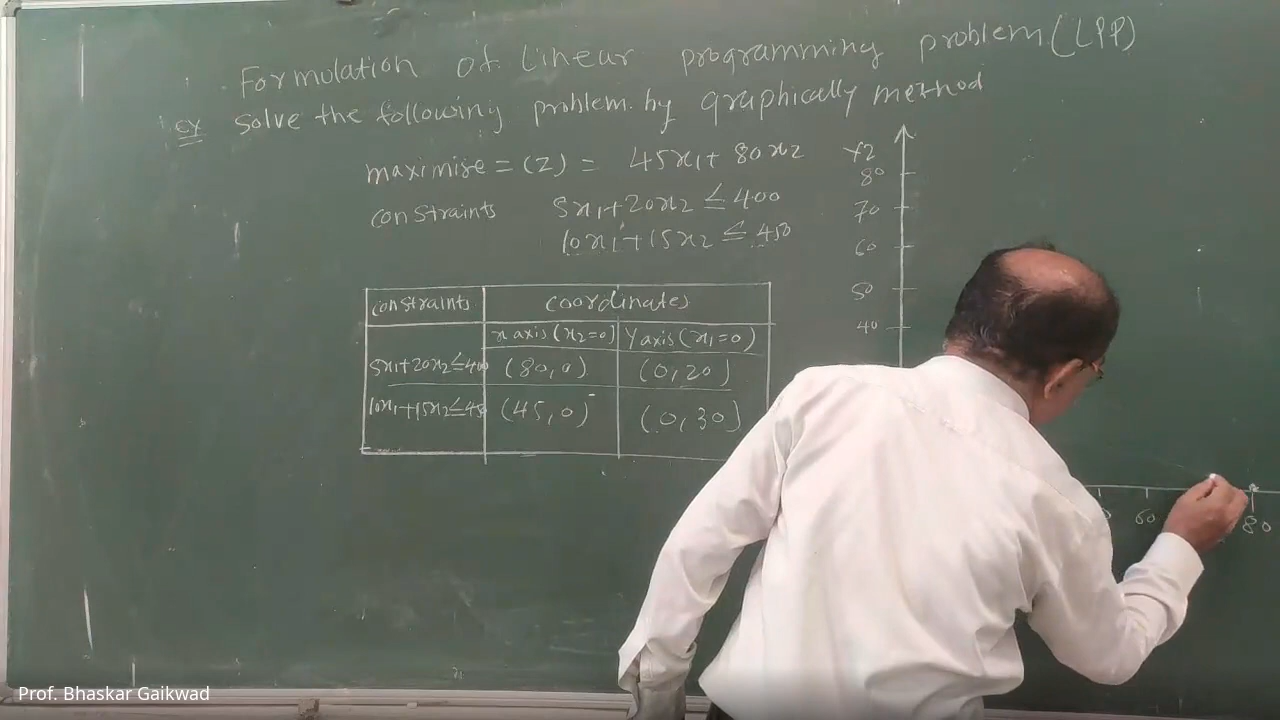 Formulation of Linear programming problem (LPP)
Ex solve the following problem. by graphically method
maximise = (Z) = 45x1 + 80x2
constraints 5x1 + 20x2 ≤ 400
10x1 + 15x2 ≤ 450
constraints coordinates
x axis (x2=0) Y axis (x1=0)
5x1+20x2≤400 (80,0) (0,20)
10x1+15x2≤45 (45,0) (0,30)
x2
80
70
60
50
40
60 80
Prof. Bhaskar Gaikwad